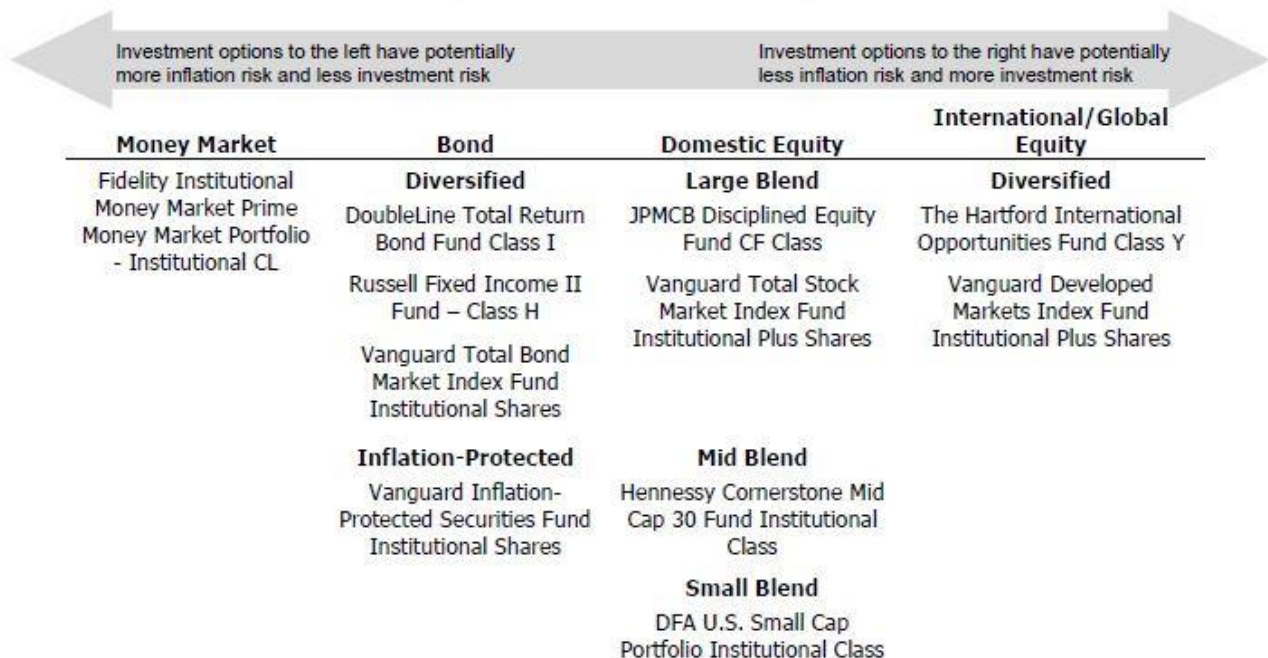 Investment options to the left have potentially
more inflation risk and less investment risk
Investment options to the right have potentially
less inflation risk and more investment risk
Money Market
Fidelity Institutional
Money Market Prime
Money Market Portfolio
- Institutional CL
Bond
Diversified
DoubleLine Total Return
Bond Fund Class I
Russell Fixed Income II
Fund – Class H
Vanguard Total Bond
Market Index Fund
Institutional Shares
Inflation-Protected
Vanguard Inflation-
Protected Securities Fund
Institutional Shares
Domestic Equity
Large Blend
JPMCB Disciplined Equity
Fund CF Class
Vanguard Total Stock
Market Index Fund
Institutional Plus Shares
Mid Blend
Hennessy Cornerstone Mid
Cap 30 Fund Institutional
Class
Small Blend
DFA U.S. Small Cap
Portfolio Institutional Class
International/Global
Equity
Diversified
The Hartford International
Opportunities Fund Class Y
Vanguard Developed
Markets Index Fund
Institutional Plus Shares